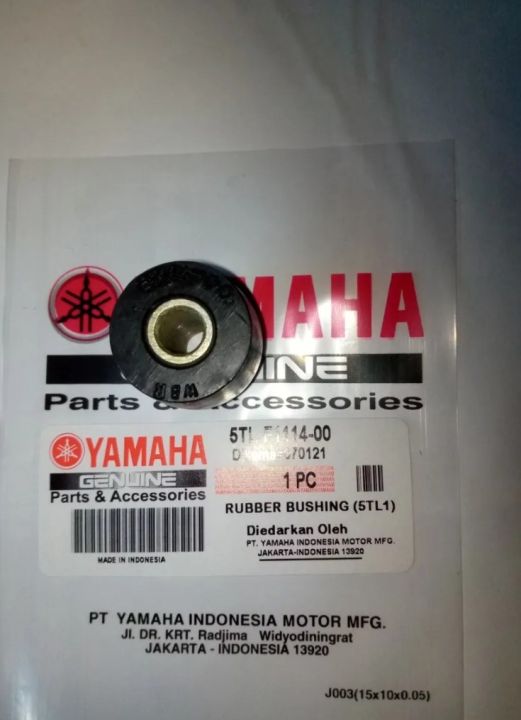 YAMAHA
GENUINE
Parts & Accessories
WBR
YAMAHA
GENUINE
Parts & Accessories
MADE IN INDONESIA
1 PC
RUBBER BUSHING (5TL1)
Diedarkan Oleh
PT. YAMAHA INDONESIA MOTOR MFG.
JAKARTA-INDONESIA 13920
PT YAMAHA INDONESIA MOTOR MFG.
Jl. DR. KRT. Radjima Widyodiningrat
JAKARTA - INDONESIA 13920
J003(15x10x0.05)